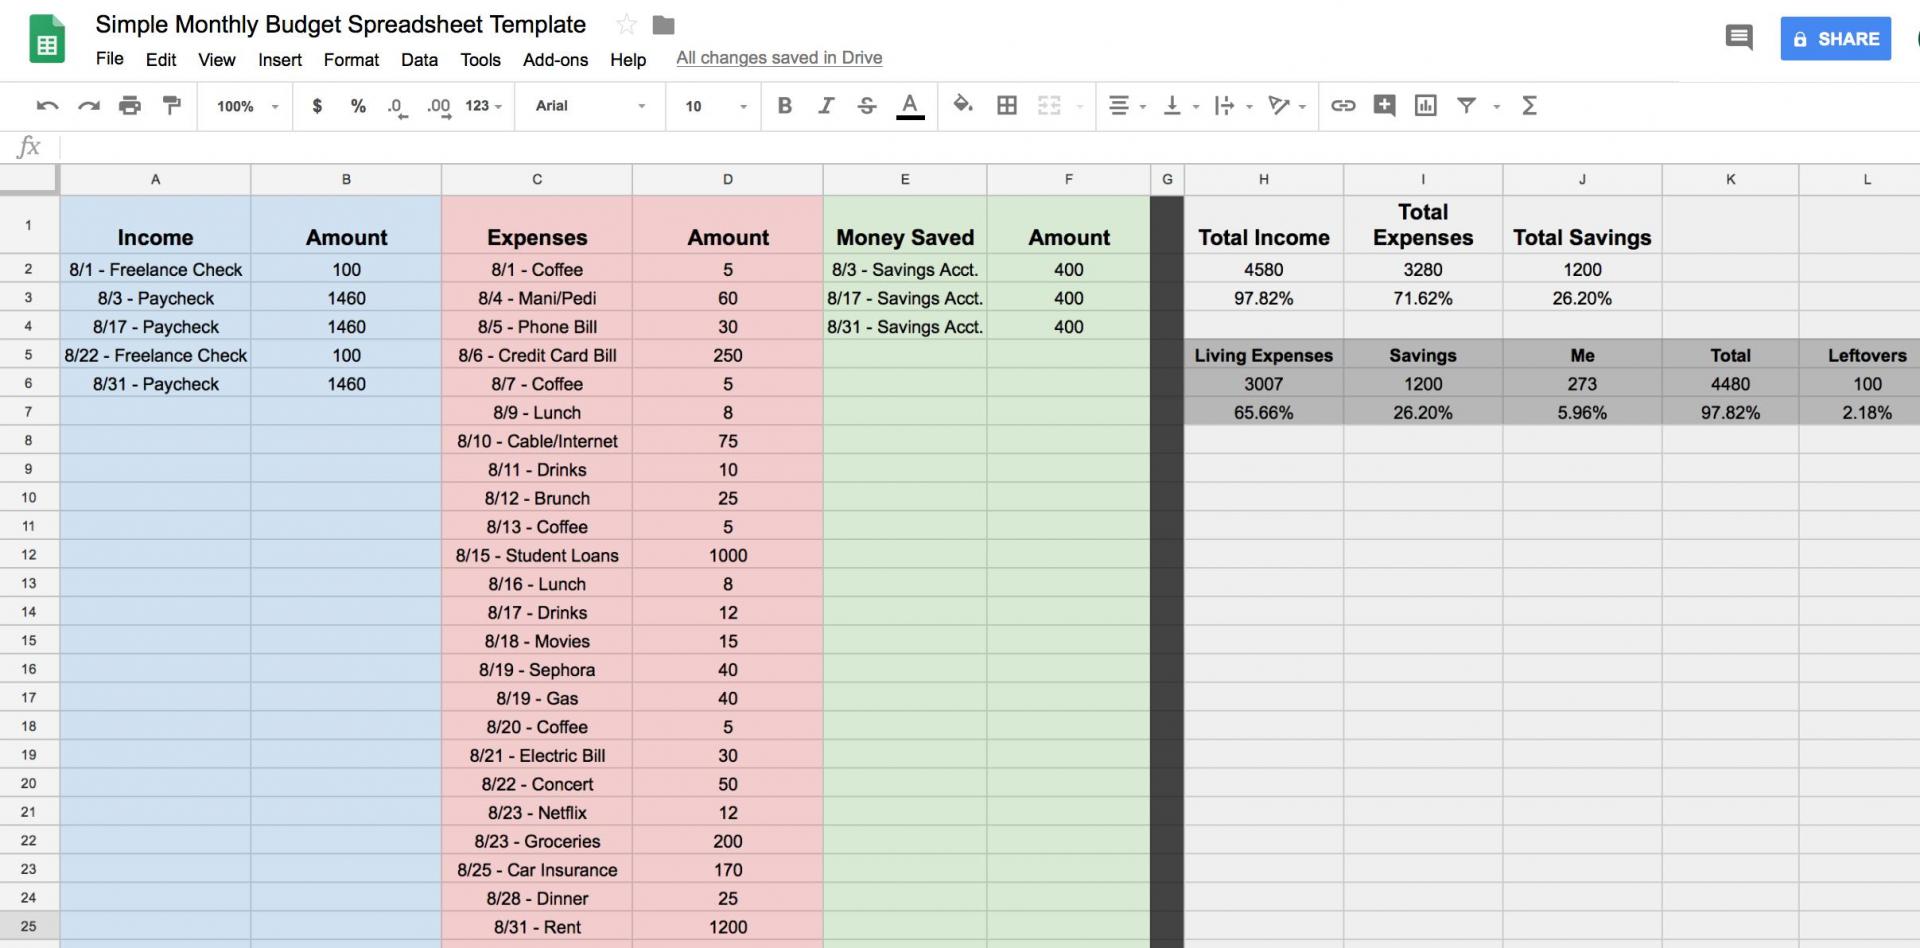 Simple Monthly Budget Spreadsheet Template
File Edit View Insert Format Data Tools Add-ons Help All changes saved in Drive
SHARE
100% $ % .0 .00 123 Arial 10 B I S A Σ
fx
A B C D E F G H I J K L
1 Income Amount Expenses Amount Money Saved Amount Total Income Total Expenses Total Savings
2 8/1 - Freelance Check 100 8/1 - Coffee 5 8/3 - Savings Acct. 400 4580 3280 1200
3 8/3 - Paycheck 1460 8/4 - Mani/Pedi 60 8/17 - Savings Acct. 400 97.82% 71.62% 26.20%
4 8/17 - Paycheck 1460 8/5 - Phone Bill 30 8/31 - Savings Acct. 400
5 8/22 - Freelance Check 100 8/6 - Credit Card Bill 250 Living Expenses Savings Me Total Leftovers
6 8/31 - Paycheck 1460 8/7 - Coffee 5 3007 1200 273 4480 100
7 8/9 - Lunch 8 65.66% 26.20% 5.96% 97.82% 2.18%
8 8/10 - Cable/Internet 75
9 8/11 - Drinks 10
10 8/12 - Brunch 25
11 8/13 - Coffee 5
12 8/15 - Student Loans 1000
13 8/16 - Lunch 8
14 8/17 - Drinks 12
15 8/18 - Movies 15
16 8/19 - Sephora 40
17 8/19 - Gas 40
18 8/20 - Coffee 5
19 8/21 - Electric Bill 30
20 8/22 - Concert 50
21 8/23 - Netflix 12
22 8/23 - Groceries 200
23 8/25 - Car Insurance 170
24 8/28 - Dinner 25
25 8/31 - Rent 1200